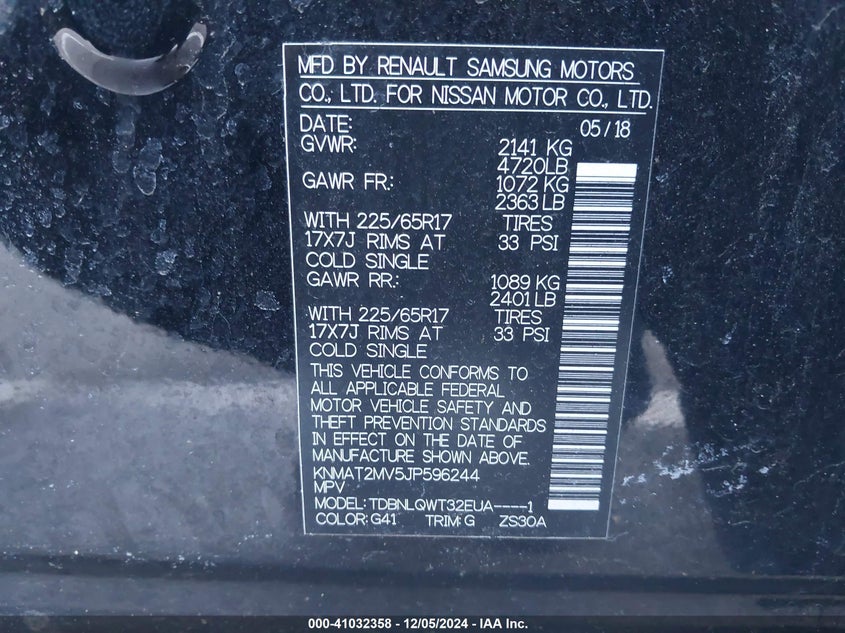 MFD BY RENAULT SAMSUNG MOTORS
CO., LTD. FOR NISSAN MOTOR CO., LTD.
DATE: 05/18
GVWR: 2141 KG
4720LB
GAWR FR.: 1072 KG
2363 LB
WITH 225/65R17 TIRES
17X7J RIMS AT 33 PSI
COLD SINGLE
GAWR RR.: 1089 KG
2401 LB
WITH 225/65R17 TIRES
17X7J RIMS AT 33 PSI
COLD SINGLE
THIS VEHICLE CONFORMS TO
ALL APPLICABLE FEDERAL
MOTOR VEHICLE SAFETY AND
THEFT PREVENTION STANDARDS
IN EFFECT ON THE DATE OF
MANUFACTURE SHOWN ABOVE.
KNMAT2MV5JP596244
MPV
MODEL: TDBNLQWT32EUA----1
COLOR: G41 TRIM: G ZS30A
000-41032358 - 12/05/2024 - IAA Inc.